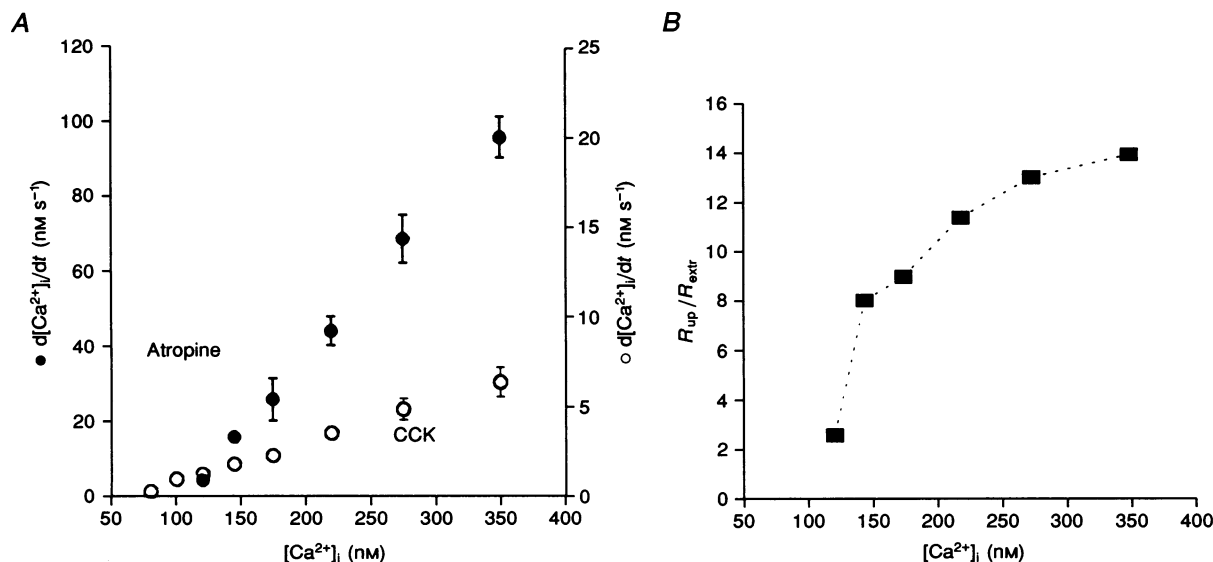 A
B
120
100
80
60
40
20
0
● d[Ca²⁺]ᵢ/dt (nM s⁻¹)
25
20
15
10
5
0
○ d[Ca²⁺]ᵢ/dt (nM s⁻¹)
Atropine
CCK
50 100 150 200 250 300 350 400
[Ca²⁺]ᵢ (nM)
16
14
12
10
8
6
4
2
0
R_up/R_extr
50 100 150 200 250 300 350 400
[Ca²⁺]ᵢ (nM)